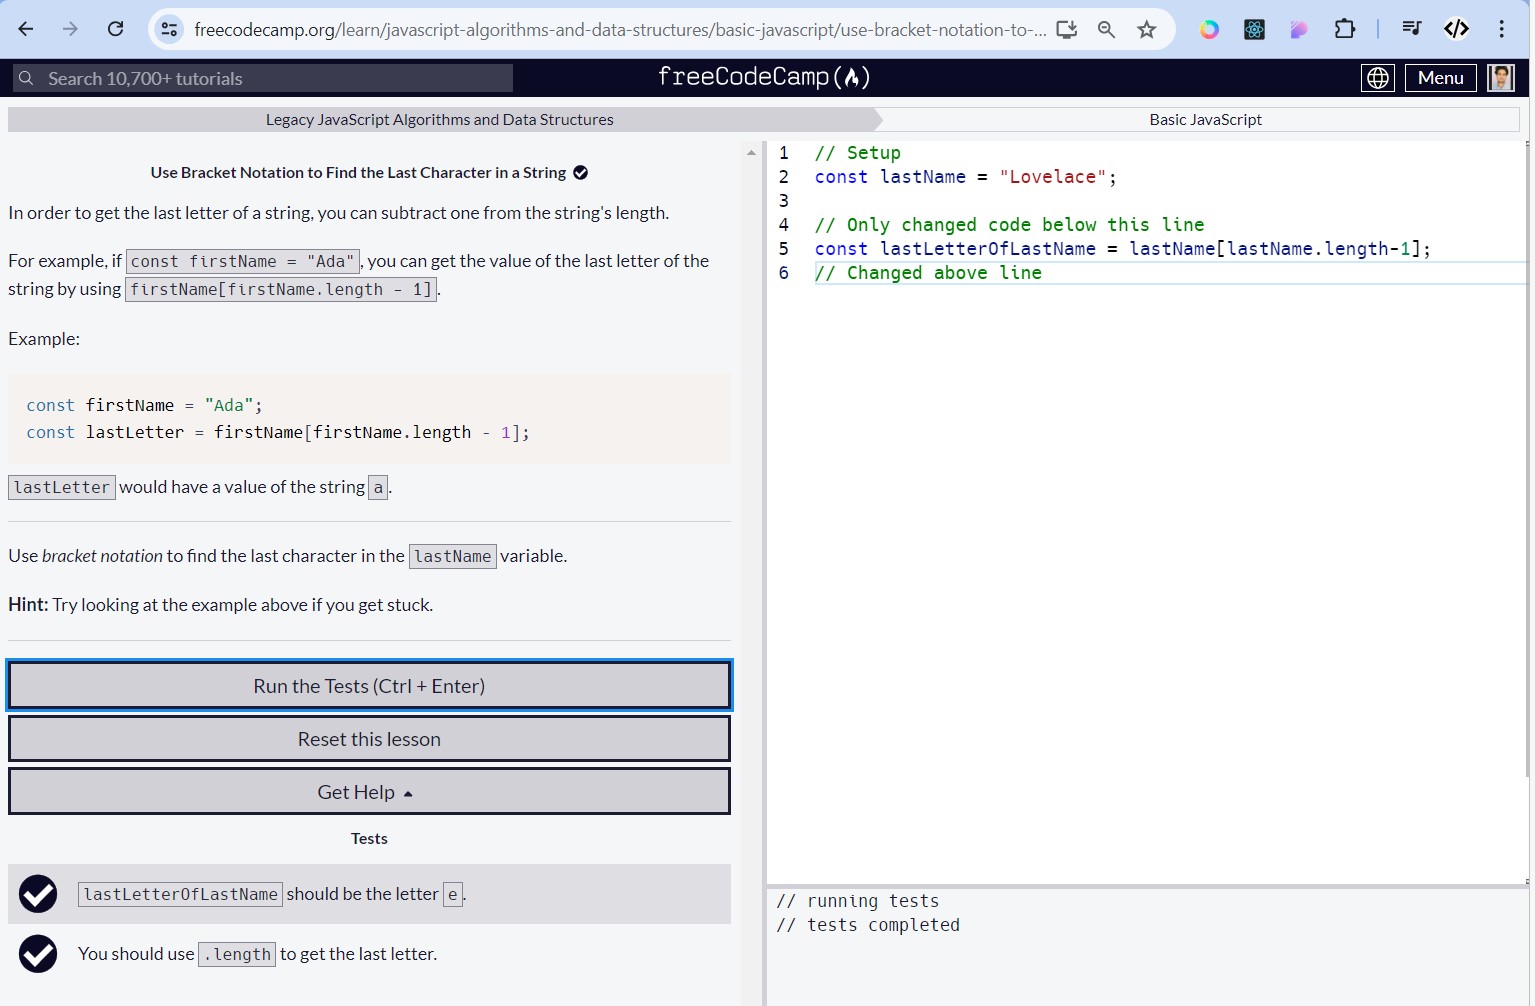 freecodecamp.org/learn/javascript-algorithms-and-data-structures/basic-javascript/use-bracket-notation-to-...
Search 10,700+ tutorials
freeCodeCamp
Menu
Legacy JavaScript Algorithms and Data Structures
Basic JavaScript
Use Bracket Notation to Find the Last Character in a String
In order to get the last letter of a string, you can subtract one from the string's length.
For example, if const firstName = "Ada", you can get the value of the last letter of the
string by using firstName[firstName.length - 1].
Example:
const firstName = "Ada";
const lastLetter = firstName[firstName.length - 1];
lastLetter would have a value of the string a.
Use bracket notation to find the last character in the lastName variable.
Hint: Try looking at the example above if you get stuck.
Run the Tests (Ctrl + Enter)
Reset this lesson
Get Help
Tests
lastLetterOfLastName should be the letter e.
You should use .length to get the last letter.
1 // Setup
2 const lastName = "Lovelace";
3
4 // Only changed code below this line
5 const lastLetterOfLastName = lastName[lastName.length-1];
6 // Changed above line
// running tests
// tests completed